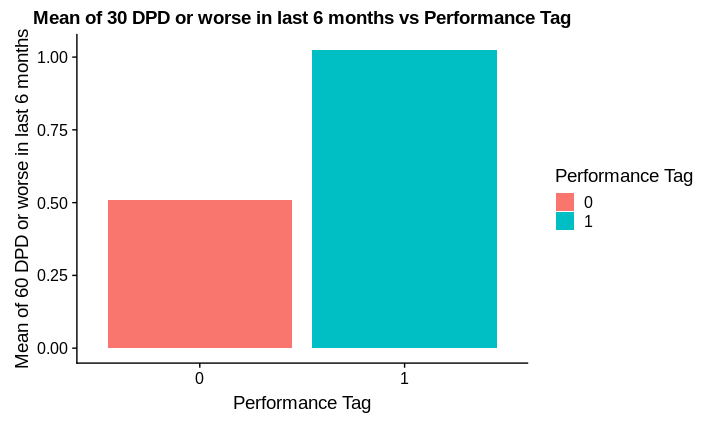 Mean of 30 DPD or worse in last 6 months vs Performance Tag
Mean of 60 DPD or worse in last 6 months
1.00
0.75
0.50
0.25
0.00
0
1
Performance Tag
Performance Tag
0
1